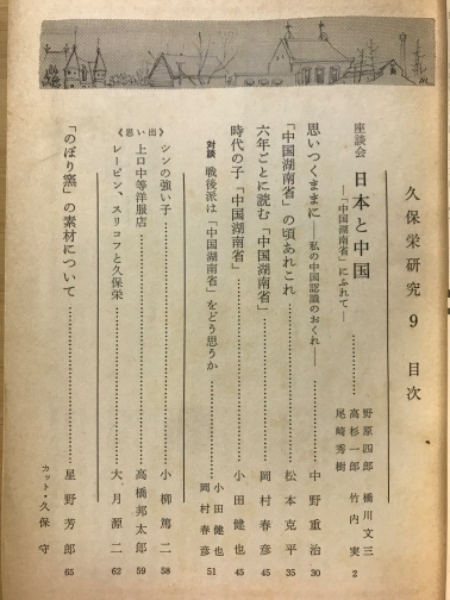 久保栄研究 9 目次
座談会 日本と中国
―「中国湖南省」にふれて―
野原四郎 橋川文三
高杉一郎 竹内実
尾崎秀樹
2
思いつくままに――私の中国認識のおくれ―― 中野重治 30
「中国湖南省」の頃あれこれ 松本克平 35
六年ごとに読む「中国湖南省」 岡村春彦 45
時代の子「中国湖南省」 小田健也 45
対談 戦後派は「中国湖南省」をどう思うか 小田健也 岡村春彦 51
《思い出》
シンの強い子 小柳篤二 58
上口中等洋服店 高橋邦太郎 59
レーピン、スリコフと久保栄 大月源二 62
「のぼり窯」の素材について 星野芳郎 65
カット・久保守